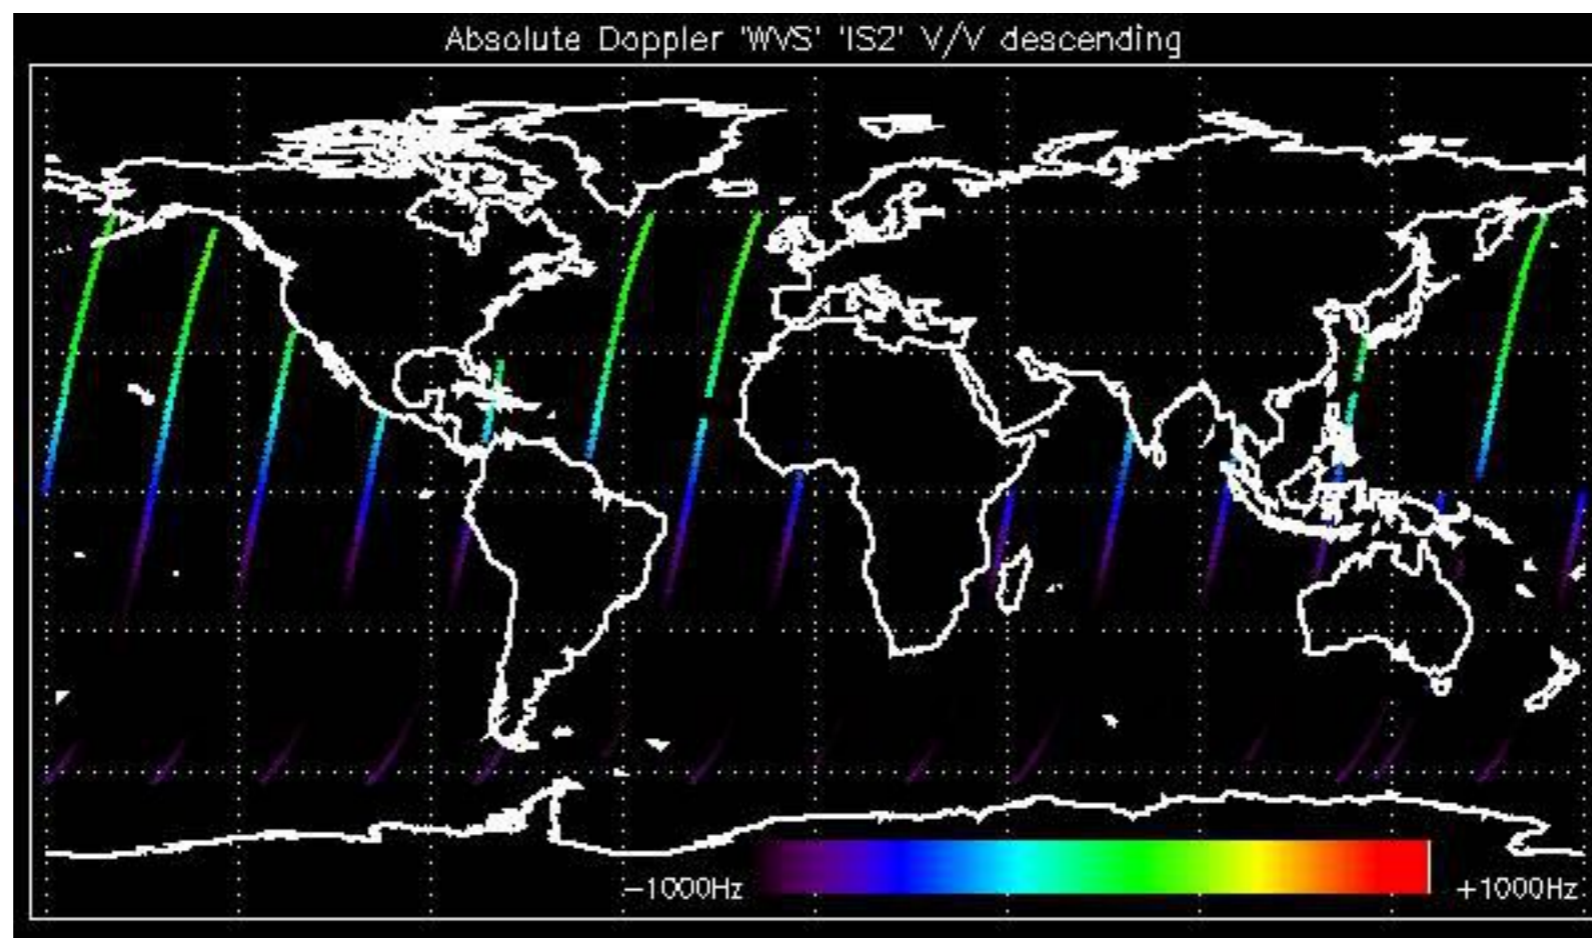 Absolute Doppler 'WVS' 'IS2' V/V descending
-1000Hz +1000Hz